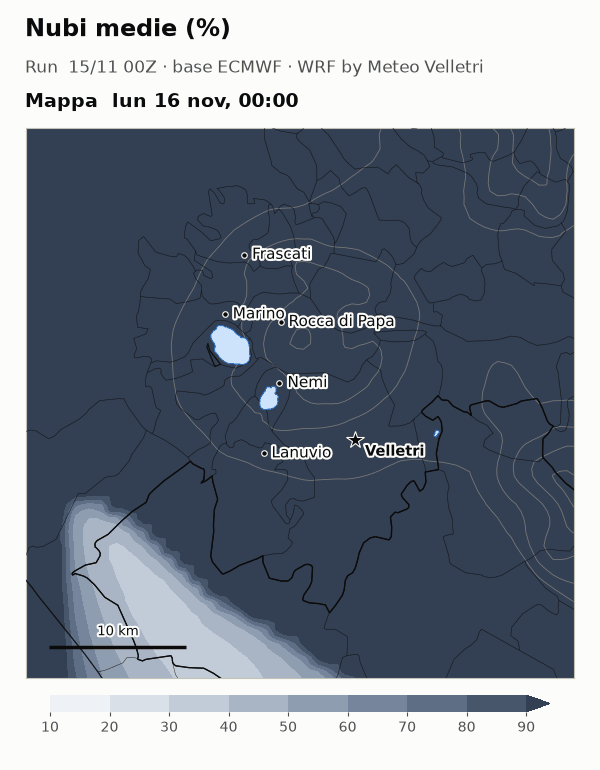 Nubi medie (%)
Run  15/11 00Z · base ECMWF · WRF by Meteo Velletri
Mappa  lun 16 nov, 00:00
Frascati
Marino
Rocca di Papa
Nemi
Velletri
Lanuvio
10 km
10 20 30 40 50 60 70 80 90